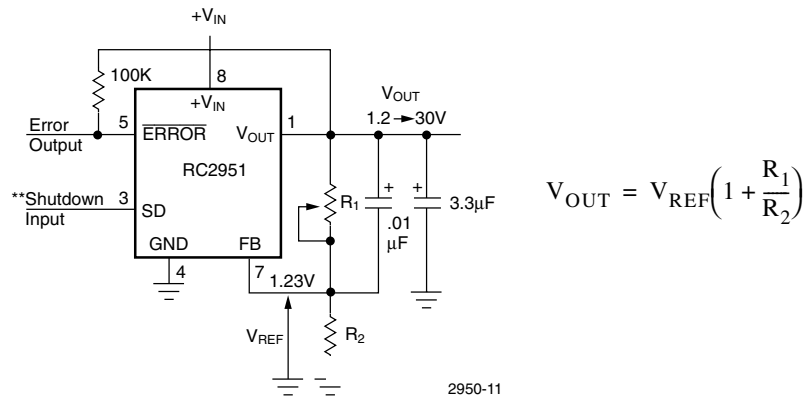 +VIN
100K
8
+VIN
VOUT
1.2 → 30V
Error
Output
5
ERROR
VOUT
1
RC2951
**Shutdown
Input
3
SD
R1
+
.01
µF
+
3.3µF
VOUT = VREF(1 + R1/R2)
GND
FB
4
7
1.23V
VREF
R2
2950-11